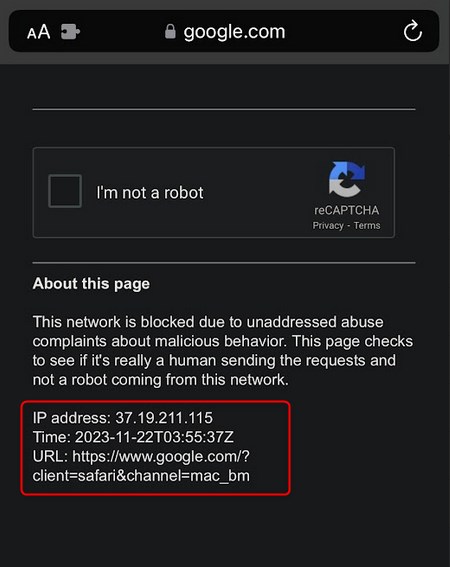 AA google.com
I'm not a robot
reCAPTCHA
Privacy - Terms
About this page
This network is blocked due to unaddressed abuse
complaints about malicious behavior. This page checks
to see if it's really a human sending the requests and
not a robot coming from this network.
IP address: 37.19.211.115
Time: 2023-11-22T03:55:37Z
URL: https://www.google.com/?
client=safari&channel=mac_bm